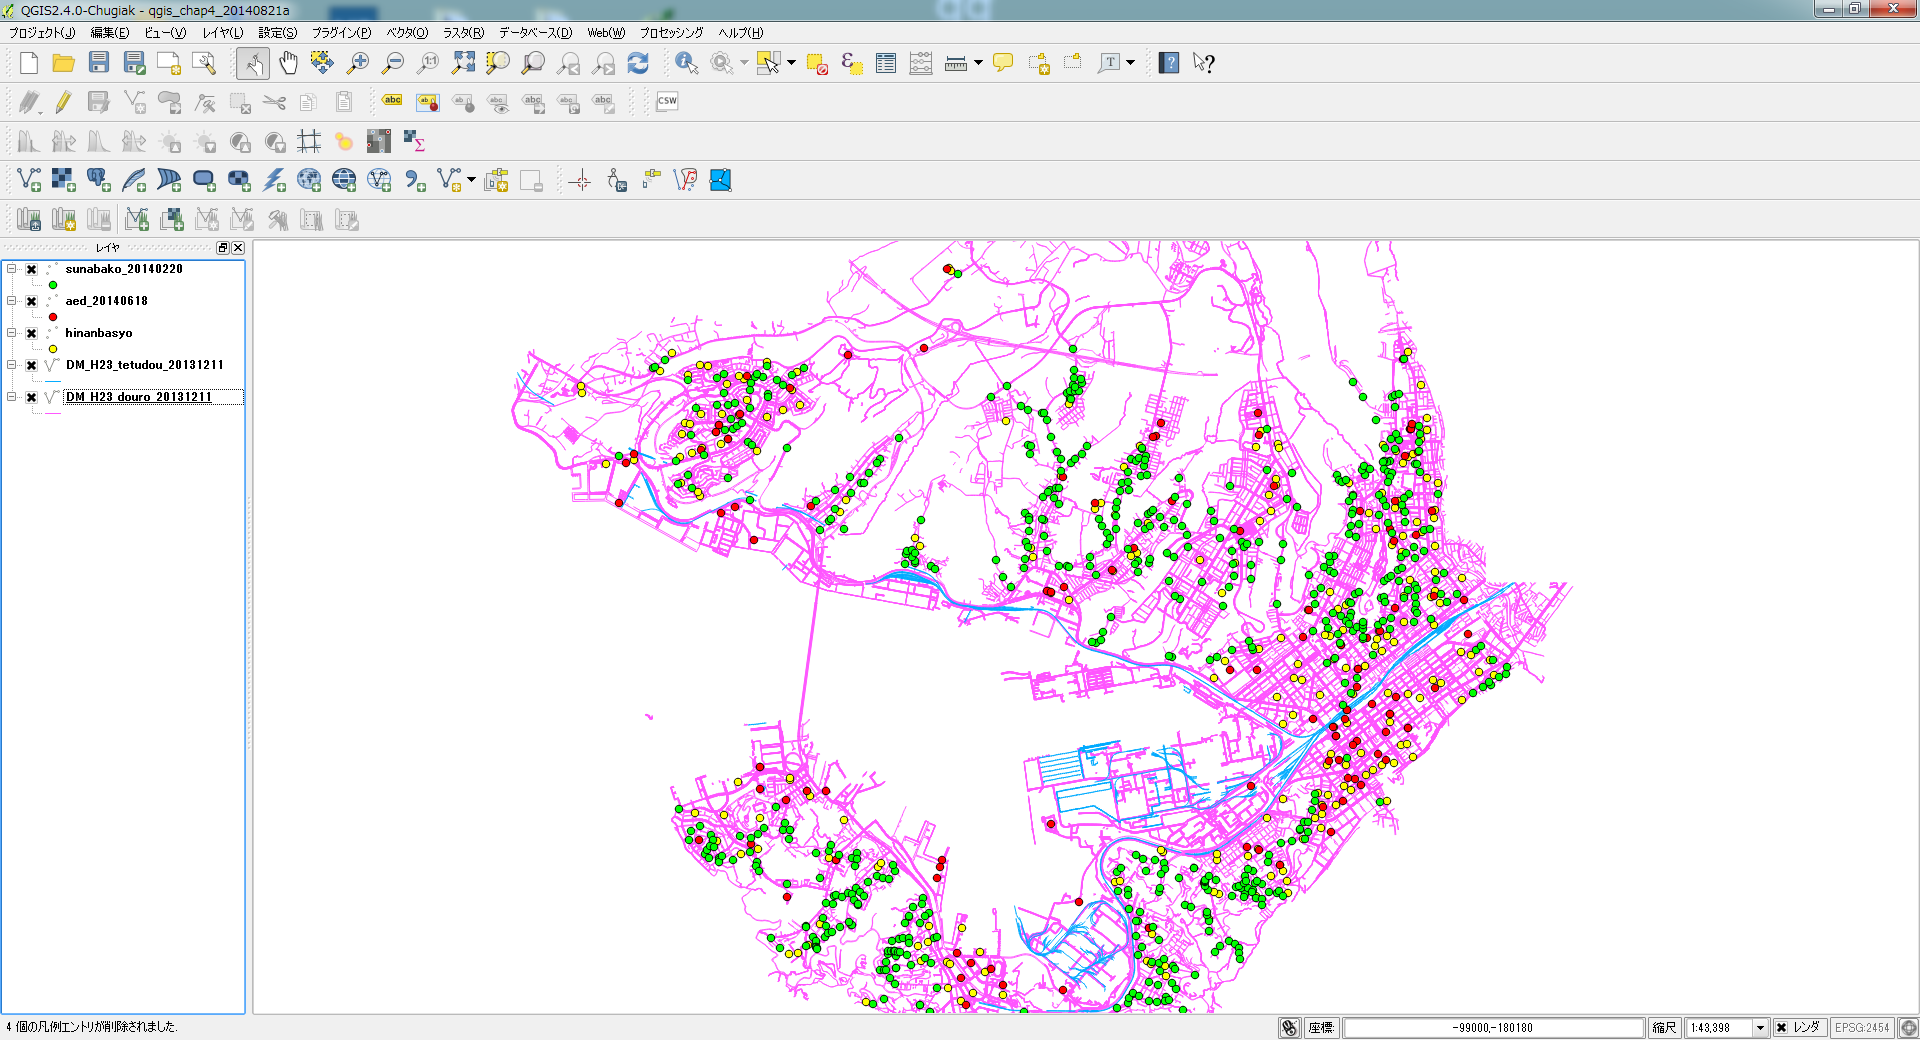 QGIS2.4.0-Chugiak - qgis_chap4_20140821a
プロジェクト(J) 編集(E) ビュー(V) レイヤ(L) 設定(S) プラグイン(P) ベクタ(O) ラスタ(R) データベース(D) Web(W) プロセッシング ヘルプ(H)
1:1
ε
T
?
?
abc ab abc CSW
Σ
レイヤ
sunabako_20140220
aed_20140618
hinanbasyo
DM_H23_tetudou_20131211
DM_H23_douro_20131211
4 個の凡例エントリが削除されました. 座標: -99000,-180180 縮尺 1:43,398 レンダ EPSG:2454